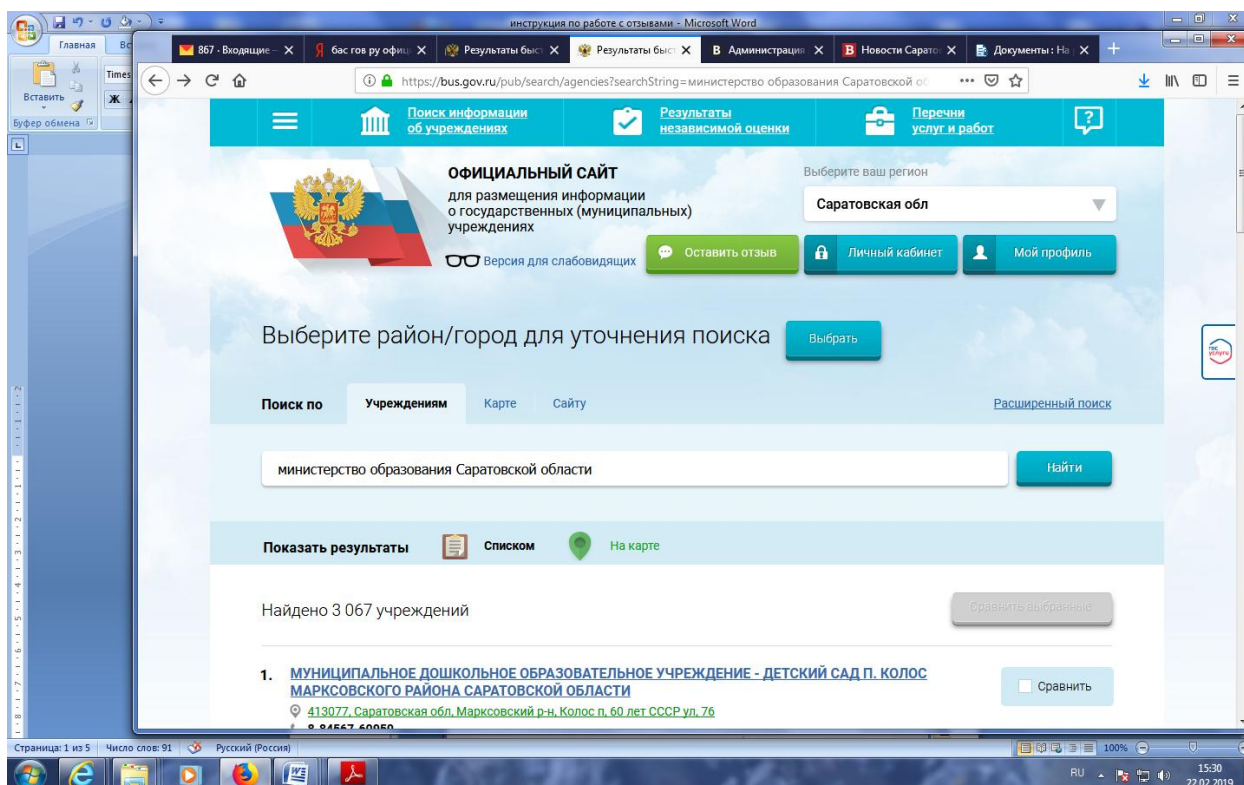 инструкция по работе с отзывами - Microsoft Word
Главная
Вс
Вставить
Times
Ж
Буфер обмена
867 · Входящие —
бас гов ру офиц
Результаты быст
Результаты быст
Администрация
Новости Сарато
Документы : На
https://bus.gov.ru/pub/search/agencies?searchString=министерство образования Саратовской об
Поиск информации
об учреждениях
Результаты
независимой оценки
Перечни
услуг и работ
ОФИЦИАЛЬНЫЙ САЙТ
для размещения информации
о государственных (муниципальных)
учреждениях
Версия для слабовидящих
Выберите ваш регион
Саратовская обл
Оставить отзыв
Личный кабинет
Мой профиль
Выберите район/город для уточнения поиска
Выбрать
гос
услуги
Поиск по
Учреждениям
Карте
Сайту
Расширенный поиск
министерство образования Саратовской области
Найти
Показать результаты
Списком
На карте
Найдено 3 067 учреждений
Сравнить выбранные
1. МУНИЦИПАЛЬНОЕ ДОШКОЛЬНОЕ ОБРАЗОВАТЕЛЬНОЕ УЧРЕЖДЕНИЕ - ДЕТСКИЙ САД П. КОЛОС
МАРКСОВСКОГО РАЙОНА САРАТОВСКОЙ ОБЛАСТИ
Сравнить
413077, Саратовская обл, Марксовский р-н, Колос п, 60 лет СССР ул, 76
8-84567-60050
Страница: 1 из 5
Число слов: 91
Русский (Россия)
100%
RU
15:30
22.02.2019